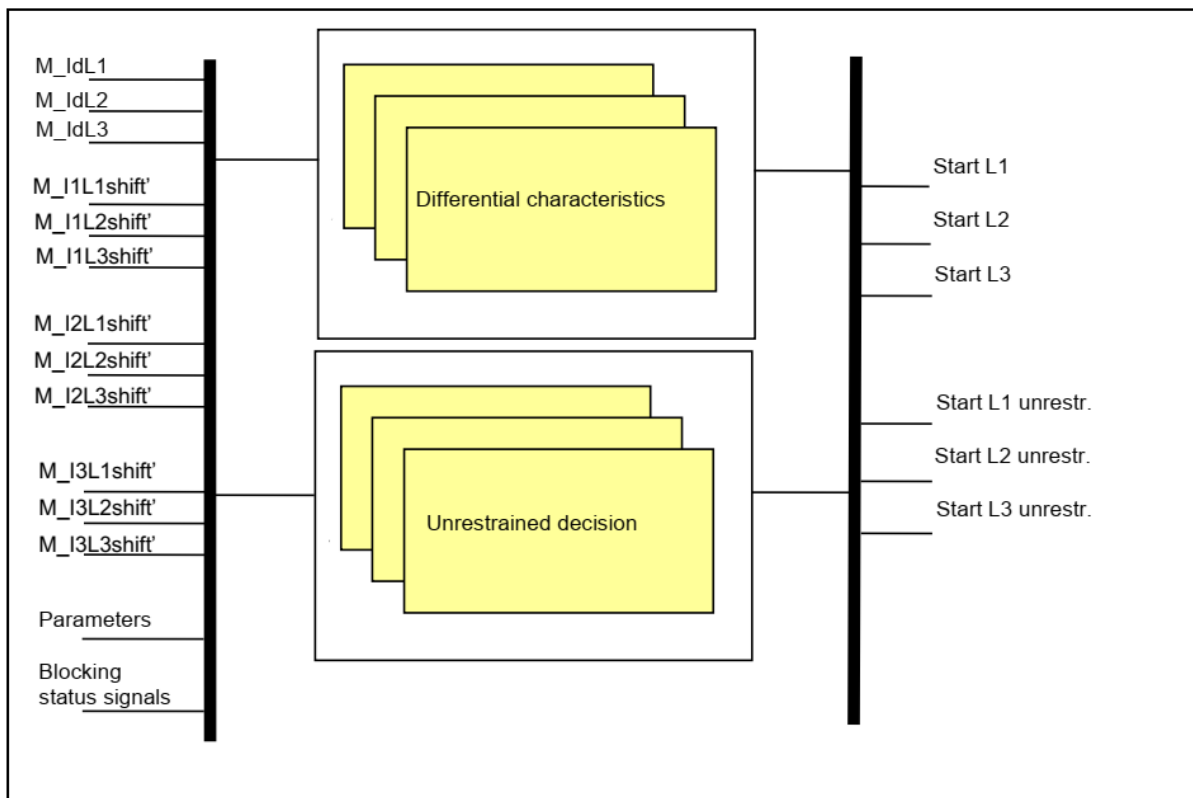 M_IdL1
M_IdL2
M_IdL3
M_I1L1shift'
M_I1L2shift'
M_I1L3shift'
M_I2L1shift'
M_I2L2shift'
M_I2L3shift'
M_I3L1shift'
M_I3L2shift'
M_I3L3shift'
Parameters
Blocking
status signals
Differential characteristics
Unrestrained decision
Start L1
Start L2
Start L3
Start L1 unrestr.
Start L2 unrestr.
Start L3 unrestr.